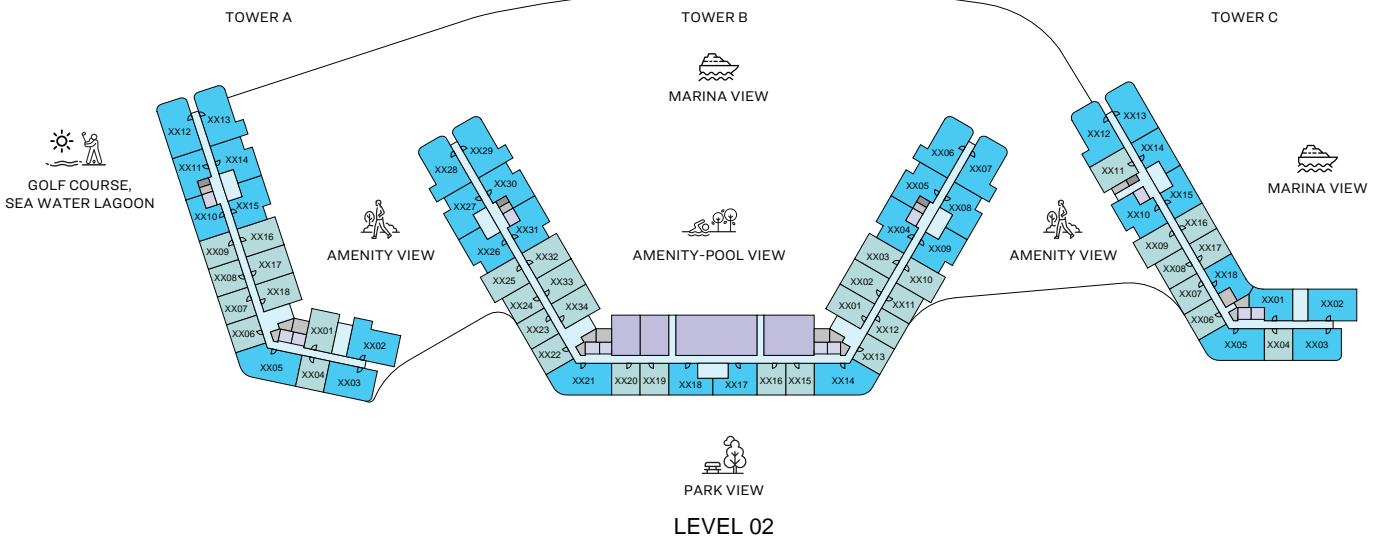 TOWER A
TOWER B
TOWER C
MARINA VIEW
GOLF COURSE,
SEA WATER LAGOON
AMENITY VIEW
AMENITY-POOL VIEW
AMENITY VIEW
MARINA VIEW
PARK VIEW
LEVEL 02
XX12
XX13
XX11
XX14
XX10
XX15
XX09
XX16
XX08
XX17
XX07
XX18
XX06
XX01
XX02
XX05
XX04
XX03
XX28
XX29
XX27
XX30
XX26
XX31
XX25
XX32
XX24
XX33
XX23
XX34
XX22
XX21
XX20
XX19
XX18
XX17
XX16
XX15
XX14
XX06
XX07
XX05
XX08
XX04
XX09
XX03
XX10
XX02
XX11
XX01
XX12
XX13
XX12
XX13
XX11
XX14
XX10
XX15
XX09
XX16
XX08
XX17
XX07
XX18
XX06
XX01
XX02
XX05
XX04
XX03